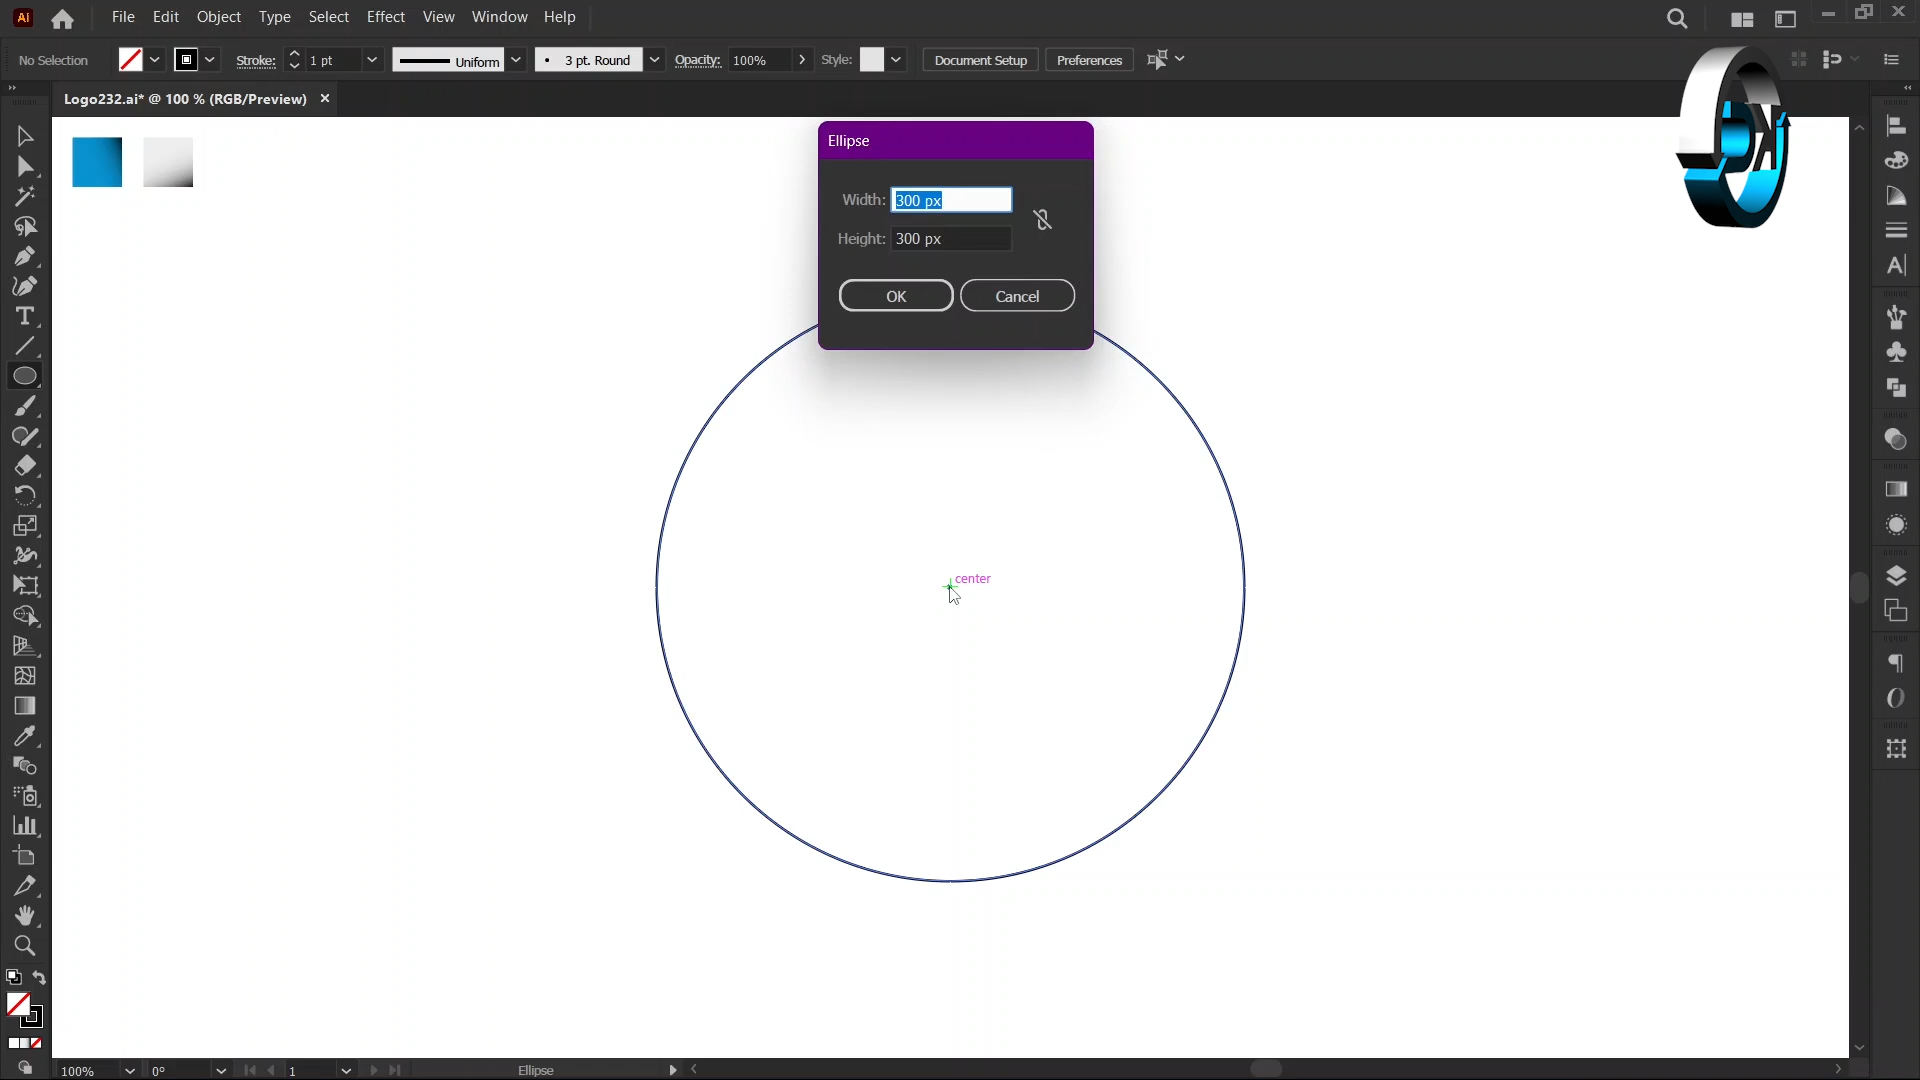 Ai File Edit Object Type Select Effect View Window Help
No Selection Stroke: 1 pt Uniform 3 pt. Round Opacity: 100% Style: Document Setup Preferences
Logo232.ai* @ 100 % (RGB/Preview)
Ellipse
Width: 300 px
Height: 300 px
OK Cancel
center
100% 0° 1 Ellipse